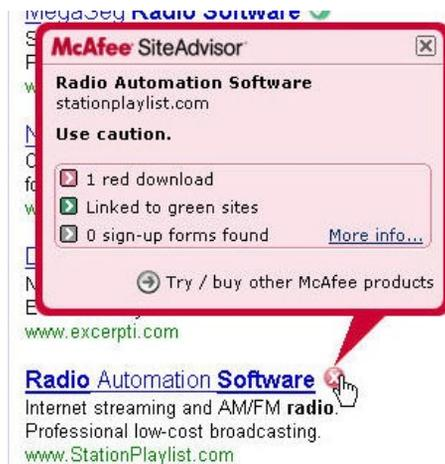 MegaSeg Radio Software
McAfee SiteAdvisor
Radio Automation Software
stationplaylist.com
Use caution.
1 red download
Linked to green sites
0 sign-up forms found More info...
Try / buy other McAfee products
www.excerpti.com
Radio Automation Software
Internet streaming and AM/FM radio.
Professional low-cost broadcasting.
www.StationPlaylist.com